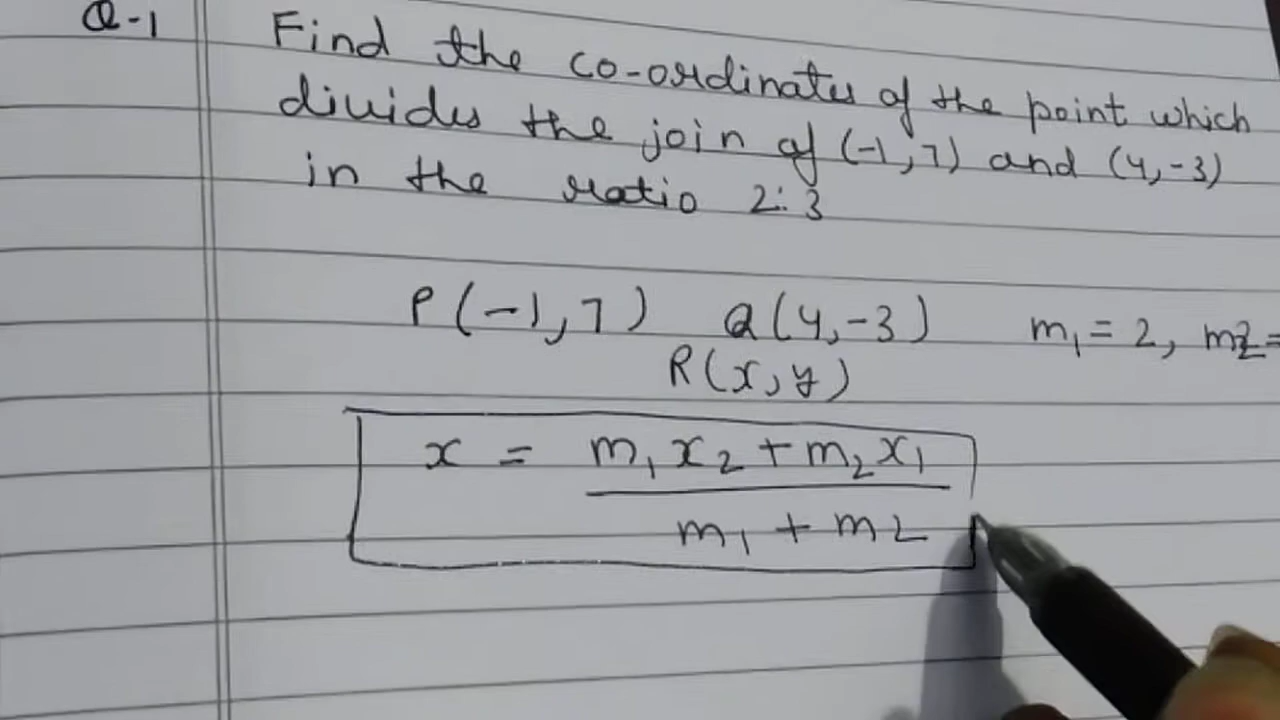 Q-1
Find the co-ordinates of the point which
divides the join of (-1,7) and (4,-3)
in the ratio 2:3
P(-1,7) Q(4,-3) m₁=2, m2=
R(x,y)
x = m₁x₂+m₂x₁
m₁+m2